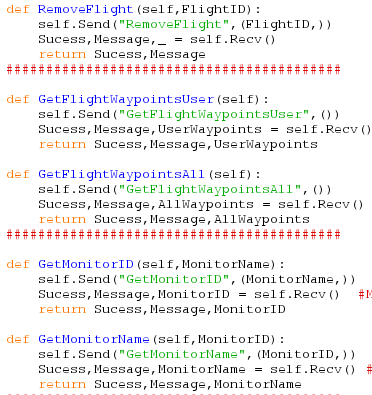 def RemoveFlight(self,FlightID):
    self.Send("RemoveFlight",(FlightID,))
    Sucess,Message,_ = self.Recv()
    return Sucess,Message
##########################################
def GetFlightWaypointsUser(self):
    self.Send("GetFlightWaypointsUser",())
    Sucess,Message,UserWaypoints = self.Recv()
    return Sucess,Message,UserWaypoints
def GetFlightWaypointsAll(self):
    self.Send("GetFlightWaypointsAll",())
    Sucess,Message,AllWaypoints = self.Recv()
    return Sucess,Message,AllWaypoints
##########################################
def GetMonitorID(self,MonitorName):
    self.Send("GetMonitorID",(MonitorName,))
    Sucess,Message,MonitorID = self.Recv()  #M
    return Sucess,Message,MonitorID
def GetMonitorName(self,MonitorID):
    self.Send("GetMonitorName",(MonitorID,))
    Sucess,Message,MonitorName = self.Recv() #
    return Sucess,Message,MonitorName